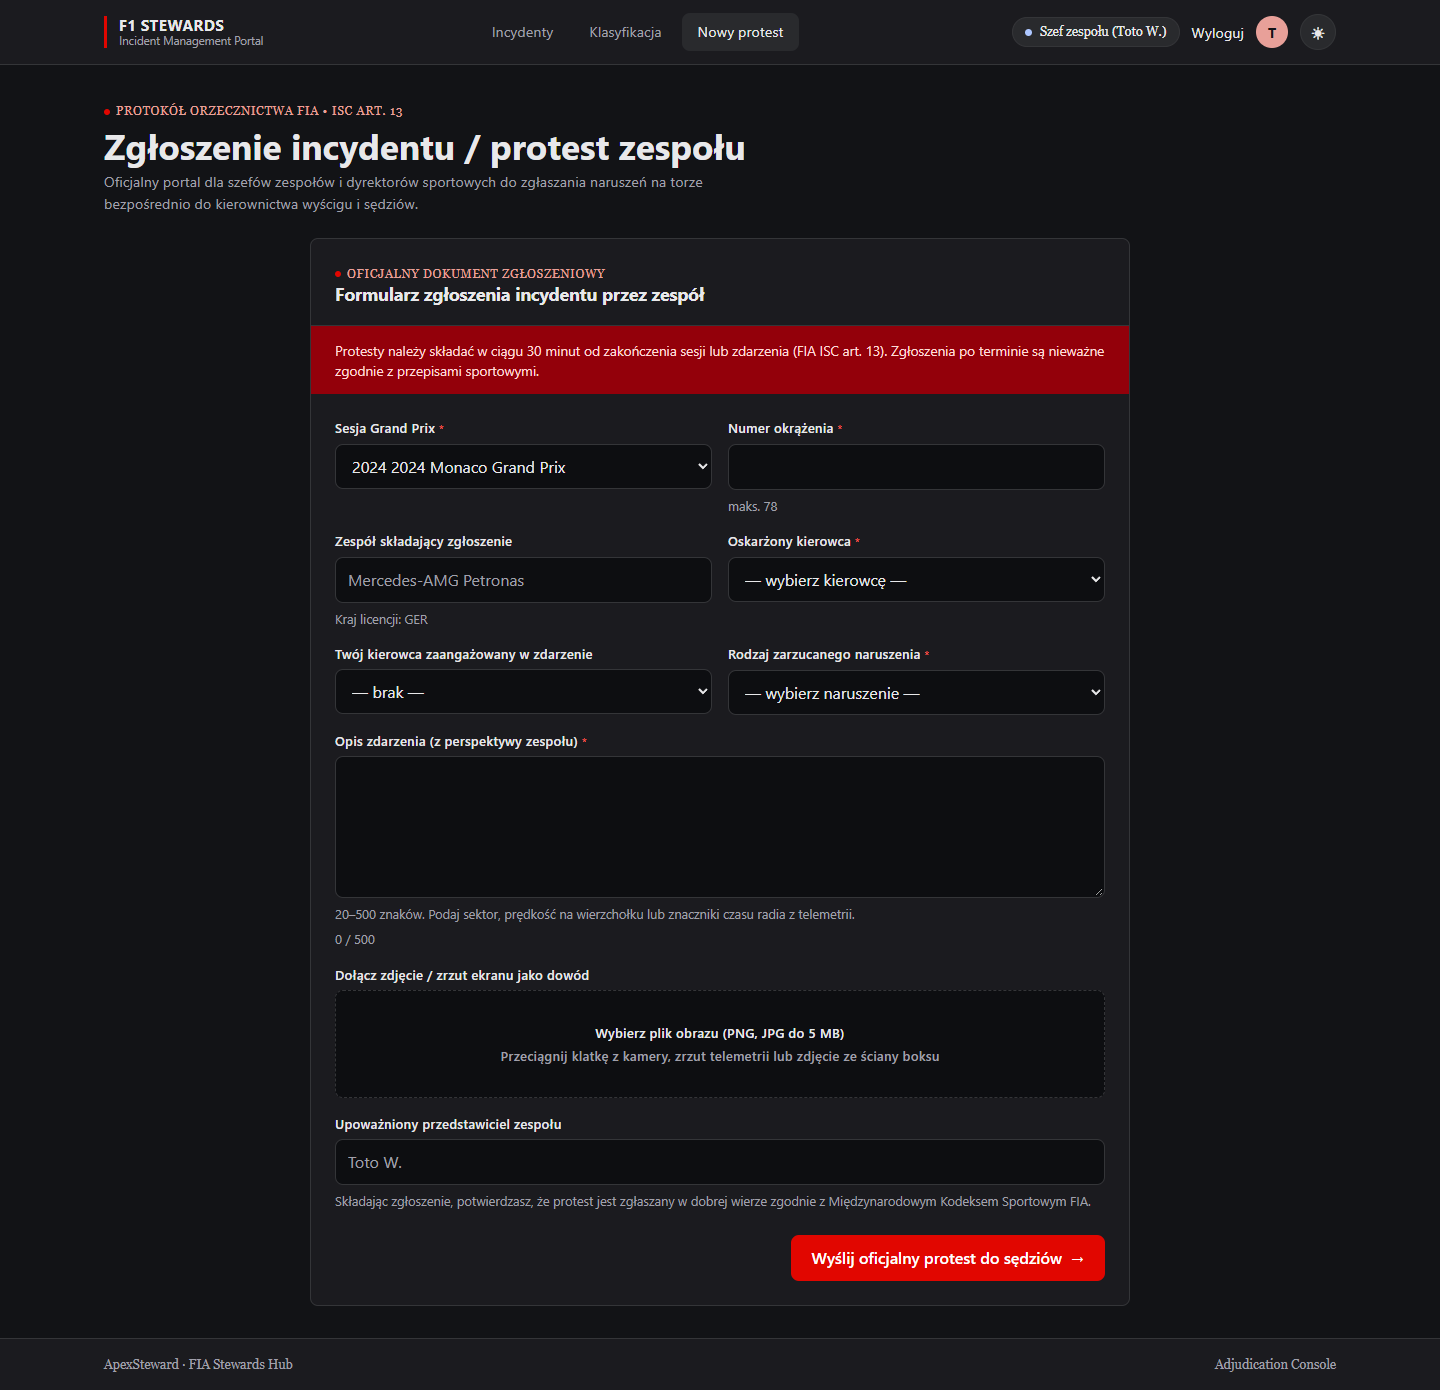 F1 STEWARDS
Incident Management Portal
Incydenty
Klasyfikacja
Nowy protest
Szef zespołu (Toto W.)
Wyloguj
T
PROTOKÓŁ ORZECZNICTWA FIA • ISC ART. 13
Zgłoszenie incydentu / protest zespołu
Oficjalny portal dla szefów zespołów i dyrektorów sportowych do zgłaszania naruszeń na torze
bezpośrednio do kierownictwa wyścigu i sędziów.
OFICJALNY DOKUMENT ZGŁOSZENIOWY
Formularz zgłoszenia incydentu przez zespół
Protesty należy składać w ciągu 30 minut od zakończenia sesji lub zdarzenia (FIA ISC art. 13). Zgłoszenia po terminie są nieważne
zgodnie z przepisami sportowymi.
Sesja Grand Prix *
Numer okrążenia *
2024 2024 Monaco Grand Prix
maks. 78
Zespół składający zgłoszenie
Oskarżony kierowca *
Mercedes-AMG Petronas
— wybierz kierowcę —
Kraj licencji: GER
Twój kierowca zaangażowany w zdarzenie
Rodzaj zarzucanego naruszenia *
— brak —
— wybierz naruszenie —
Opis zdarzenia (z perspektywy zespołu) *
20–500 znaków. Podaj sektor, prędkość na wierzchołku lub znaczniki czasu radia z telemetrii.
0 / 500
Dołącz zdjęcie / zrzut ekranu jako dowód
Wybierz plik obrazu (PNG, JPG do 5 MB)
Przeciągnij klatkę z kamery, zrzut telemetrii lub zdjęcie ze ściany boksu
Upoważniony przedstawiciel zespołu
Toto W.
Składając zgłoszenie, potwierdzasz, że protest jest zgłaszany w dobrej wierze zgodnie z Międzynarodowym Kodeksem Sportowym FIA.
Wyślij oficjalny protest do sędziów →
ApexSteward · FIA Stewards Hub
Adjudication Console